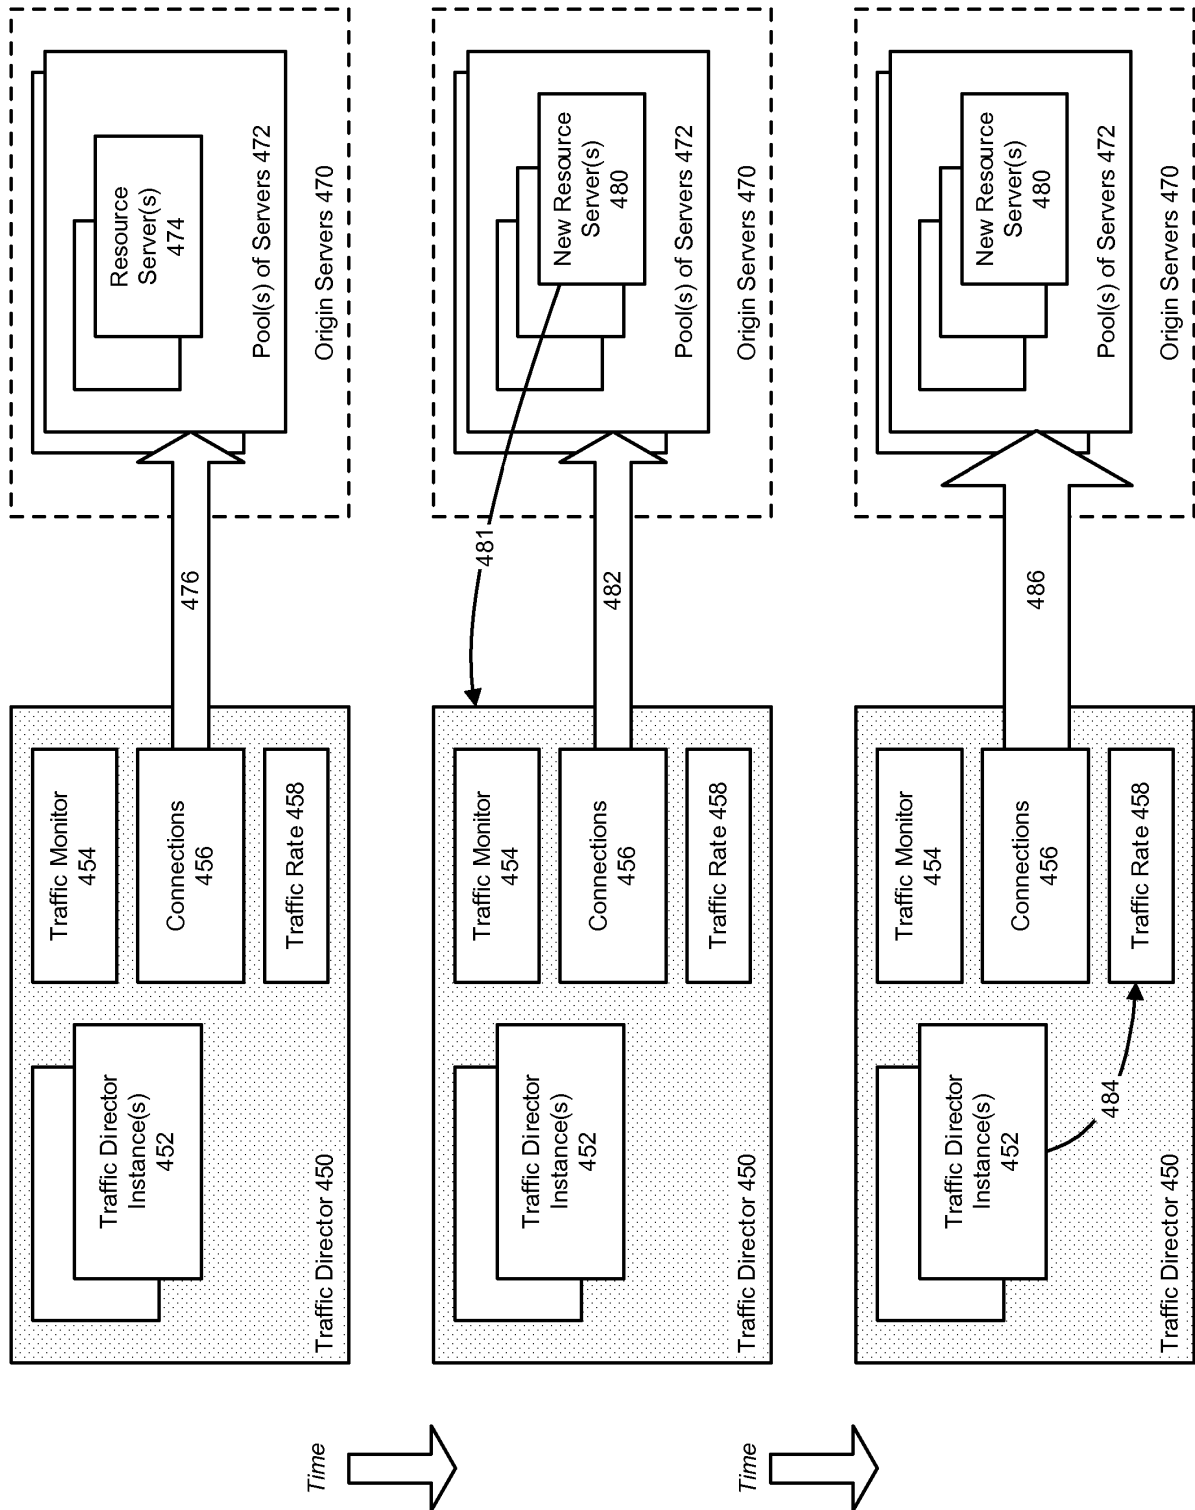 Resource
Server(s)
474
Pool(s) of Servers 472
Origin Servers 470
476
Traffic Monitor
454
Connections
456
Traffic Rate 458
Traffic Director
Instance(s)
452
Traffic Director 450
Time
New Resource
Server(s)
480
Pool(s) of Servers 472
Origin Servers 470
481
482
Traffic Monitor
454
Connections
456
Traffic Rate 458
Traffic Director
Instance(s)
452
Traffic Director 450
Time
New Resource
Server(s)
480
Pool(s) of Servers 472
Origin Servers 470
486
Traffic Monitor
454
Connections
456
Traffic Rate 458
484
Traffic Director
Instance(s)
452
Traffic Director 450